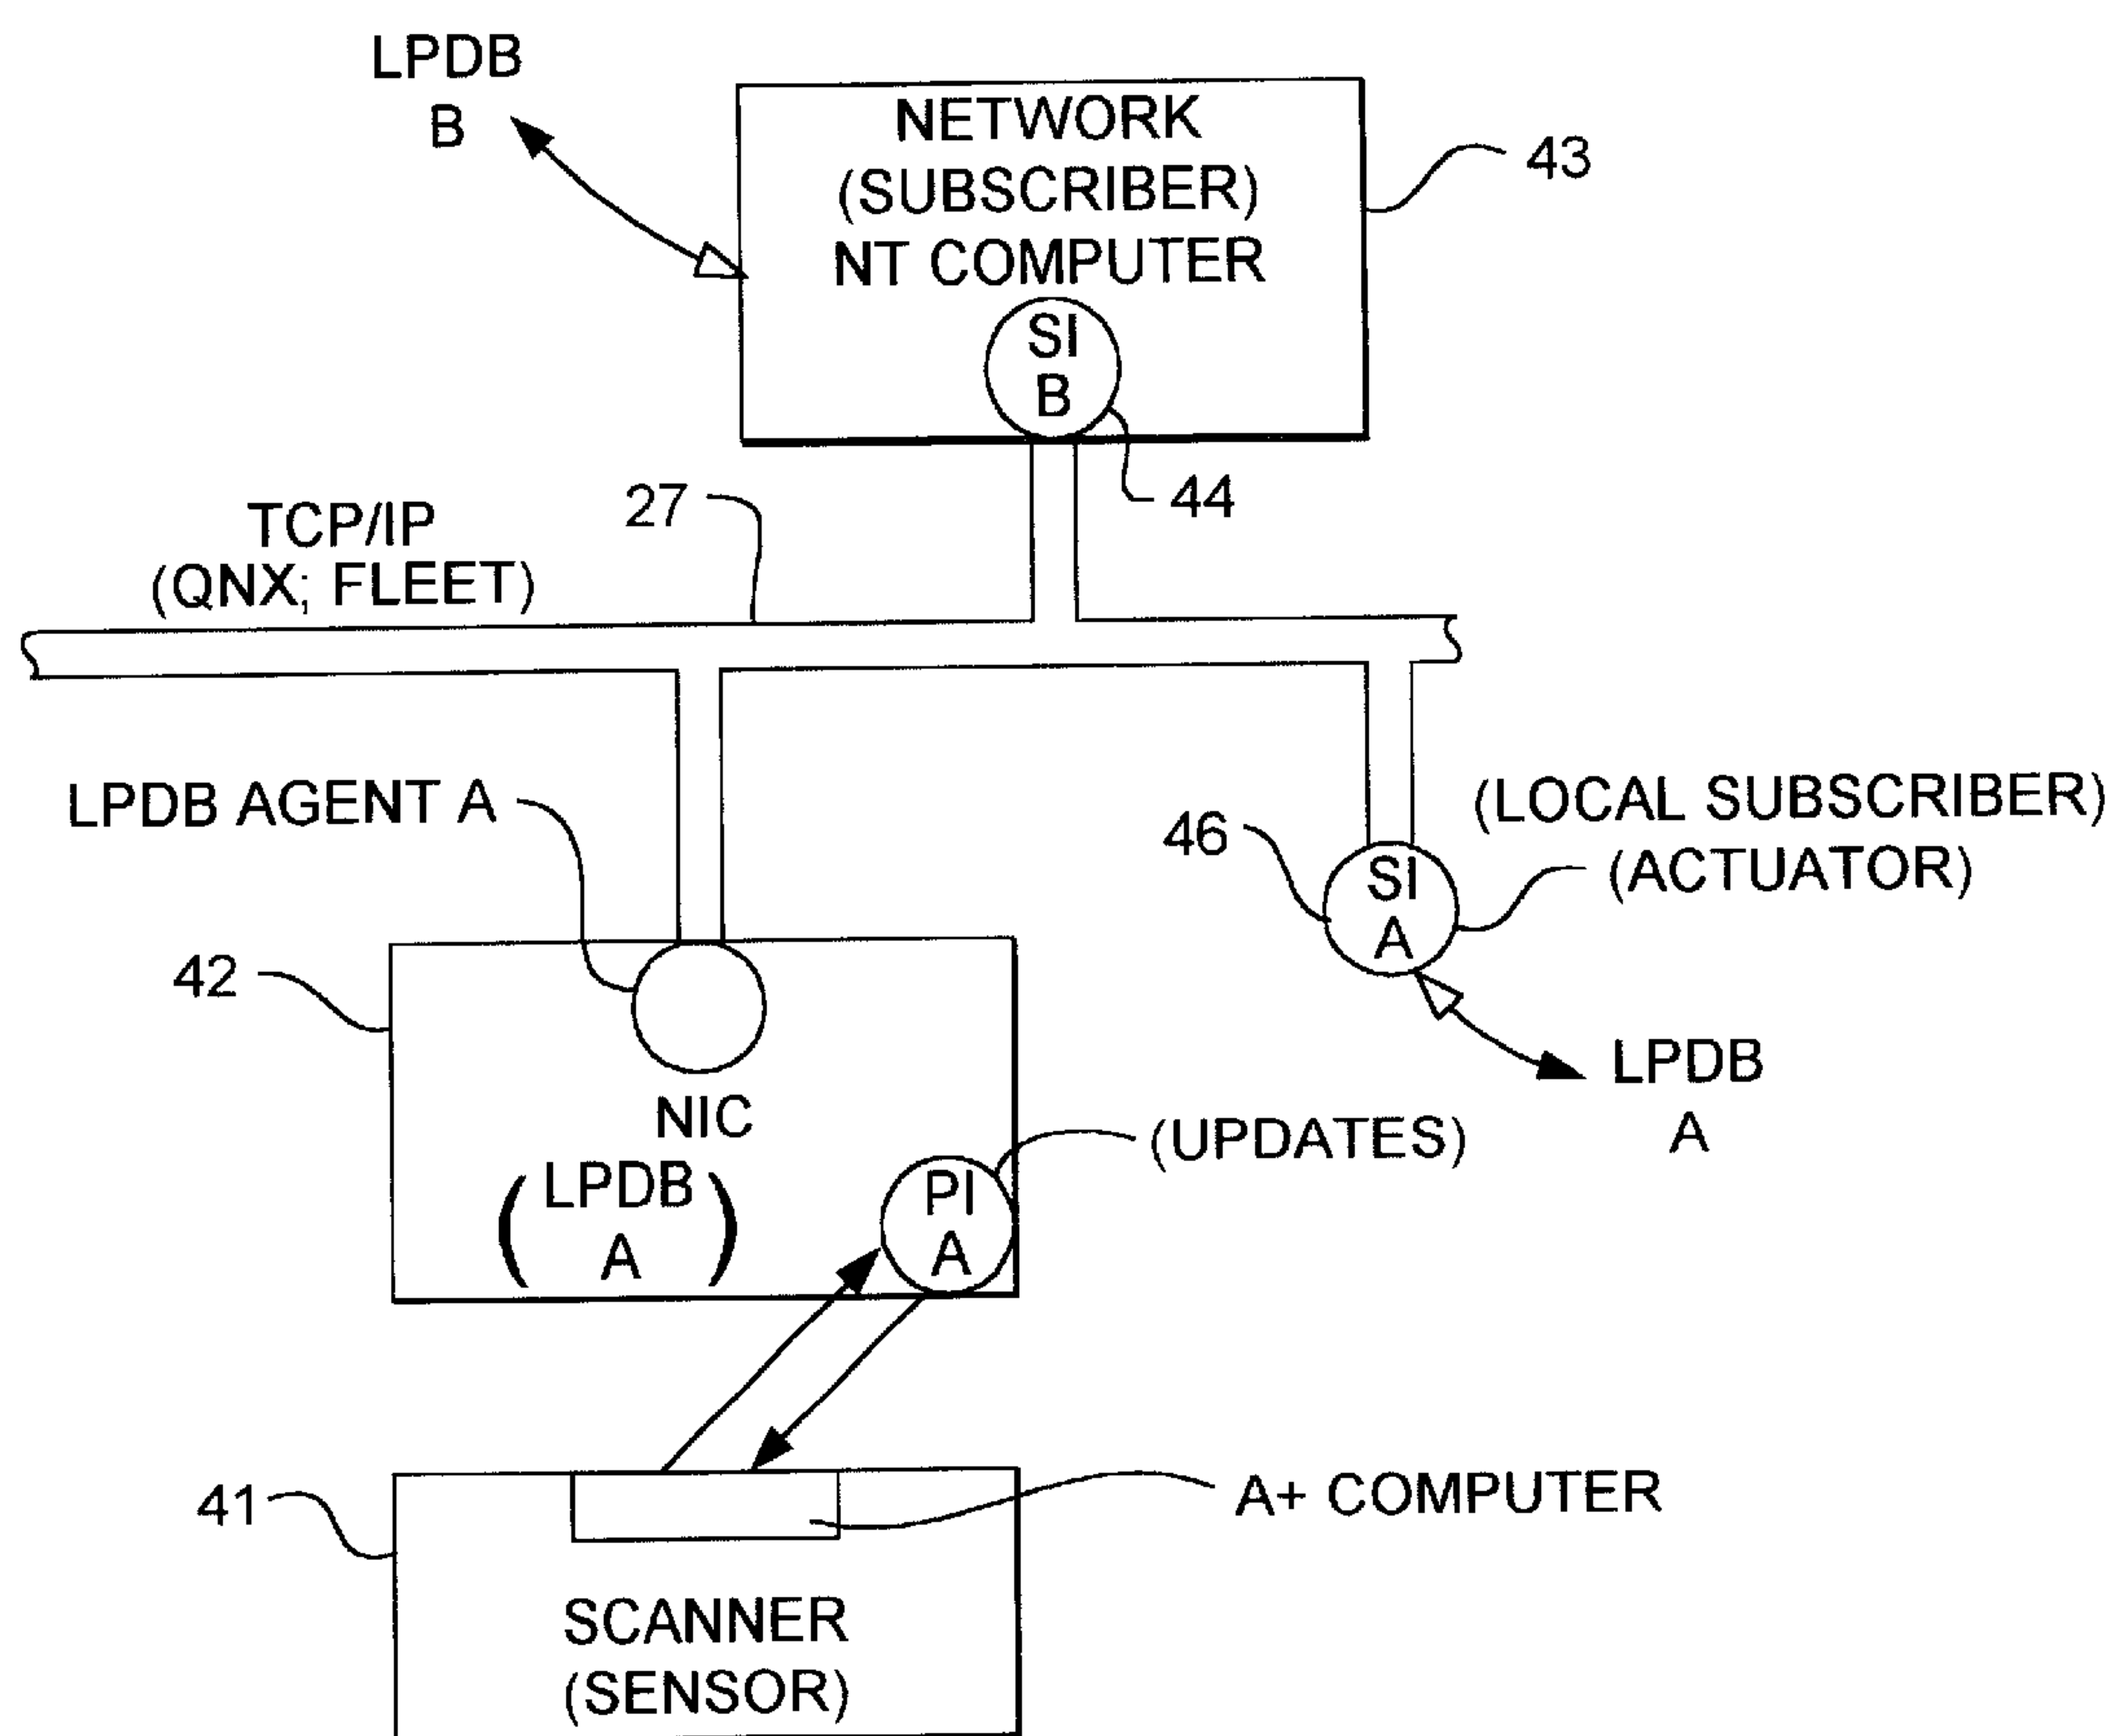 LPDB
B
NETWORK
(SUBSCRIBER)
NT COMPUTER
43
SI
B
44
27
TCP/IP
(QNX; FLEET)
LPDB AGENT A
46
(LOCAL SUBSCRIBER)
(ACTUATOR)
SI
A
42
LPDB
A
NIC
(UPDATES)
(LPDB
A)
PI
A
41
A+ COMPUTER
SCANNER
(SENSOR)